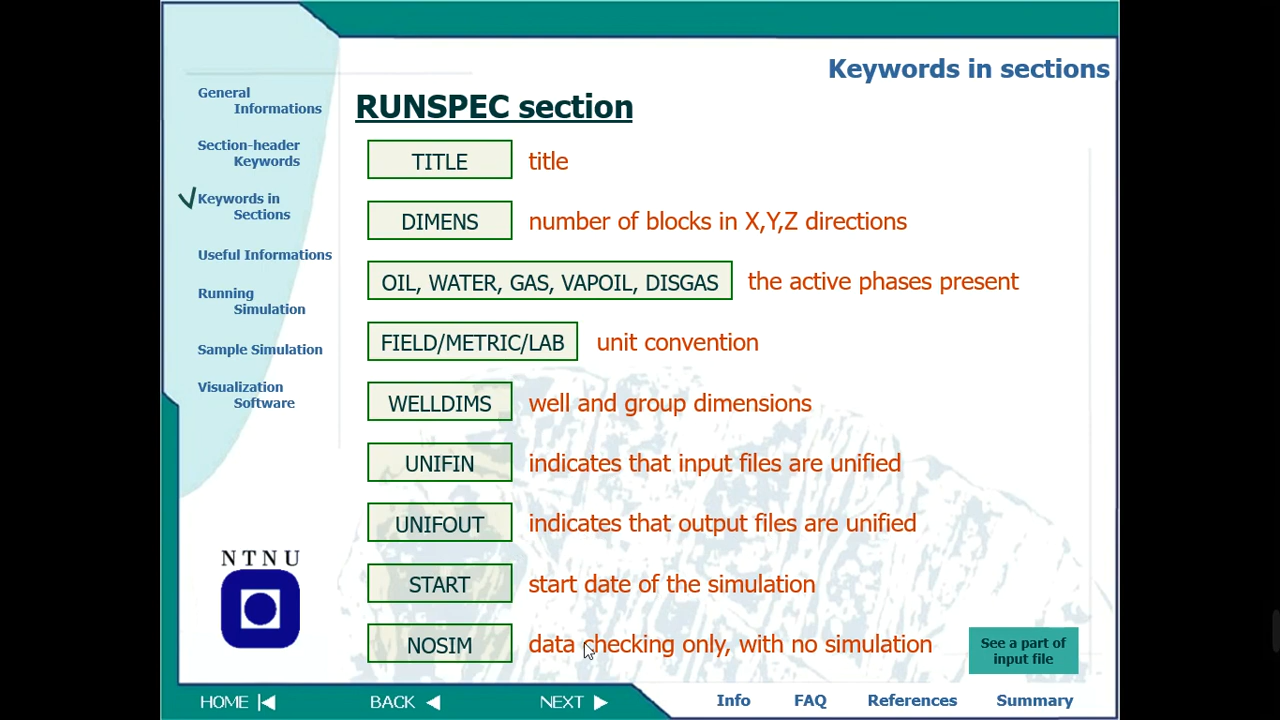 Keywords in sections
General
Informations
Section-header
Keywords
Keywords in
Sections
Useful Informations
Running
Simulation
Sample Simulation
Visualization
Software
NTNU
RUNSPEC section
TITLE title
DIMENS number of blocks in X,Y,Z directions
OIL, WATER, GAS, VAPOIL, DISGAS the active phases present
FIELD/METRIC/LAB unit convention
WELLDIMS well and group dimensions
UNIFIN indicates that input files are unified
UNIFOUT indicates that output files are unified
START start date of the simulation
NOSIM data checking only, with no simulation
See a part of
input file
HOME BACK NEXT Info FAQ References Summary